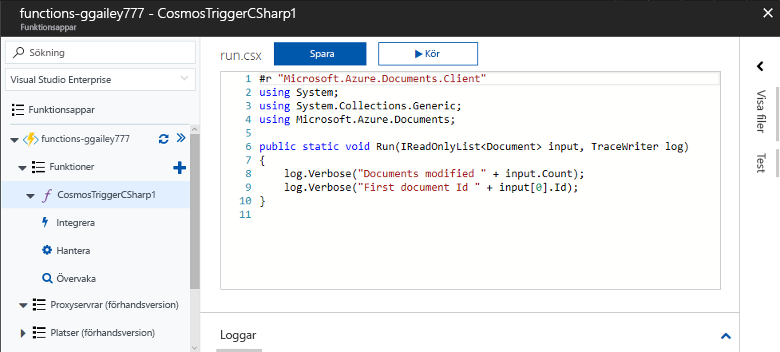 functions-ggailey777 - CosmosTriggerCSharp1
Funktionsappar
Sökning
Visual Studio Enterprise
Funktionsappar
functions-ggailey777
Funktioner
CosmosTriggerCSharp1
Integrera
Hantera
Övervaka
Proxyservrar (förhandsversion)
Platser (förhandsversion)
run.csx
Spara
Kör
1 #r "Microsoft.Azure.Documents.Client"
2 using System;
3 using System.Collections.Generic;
4 using Microsoft.Azure.Documents;
5
6 public static void Run(IReadOnlyList<Document> input, TraceWriter log)
7 {
8 log.Verbose("Documents modified " + input.Count);
9 log.Verbose("First document Id " + input[0].Id);
10 }
11
Loggar
Visa filer
Test